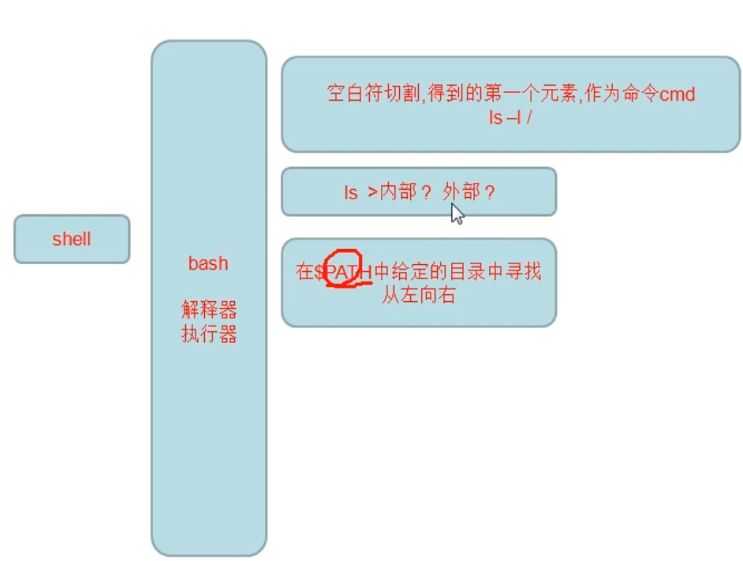 空白符切割,得到的第一个元素,作为命令cmd
ls –l /
ls >内部？ 外部？
shell
bash
解释器
执行器
在$PATH中给定的目录中寻找
从左向右